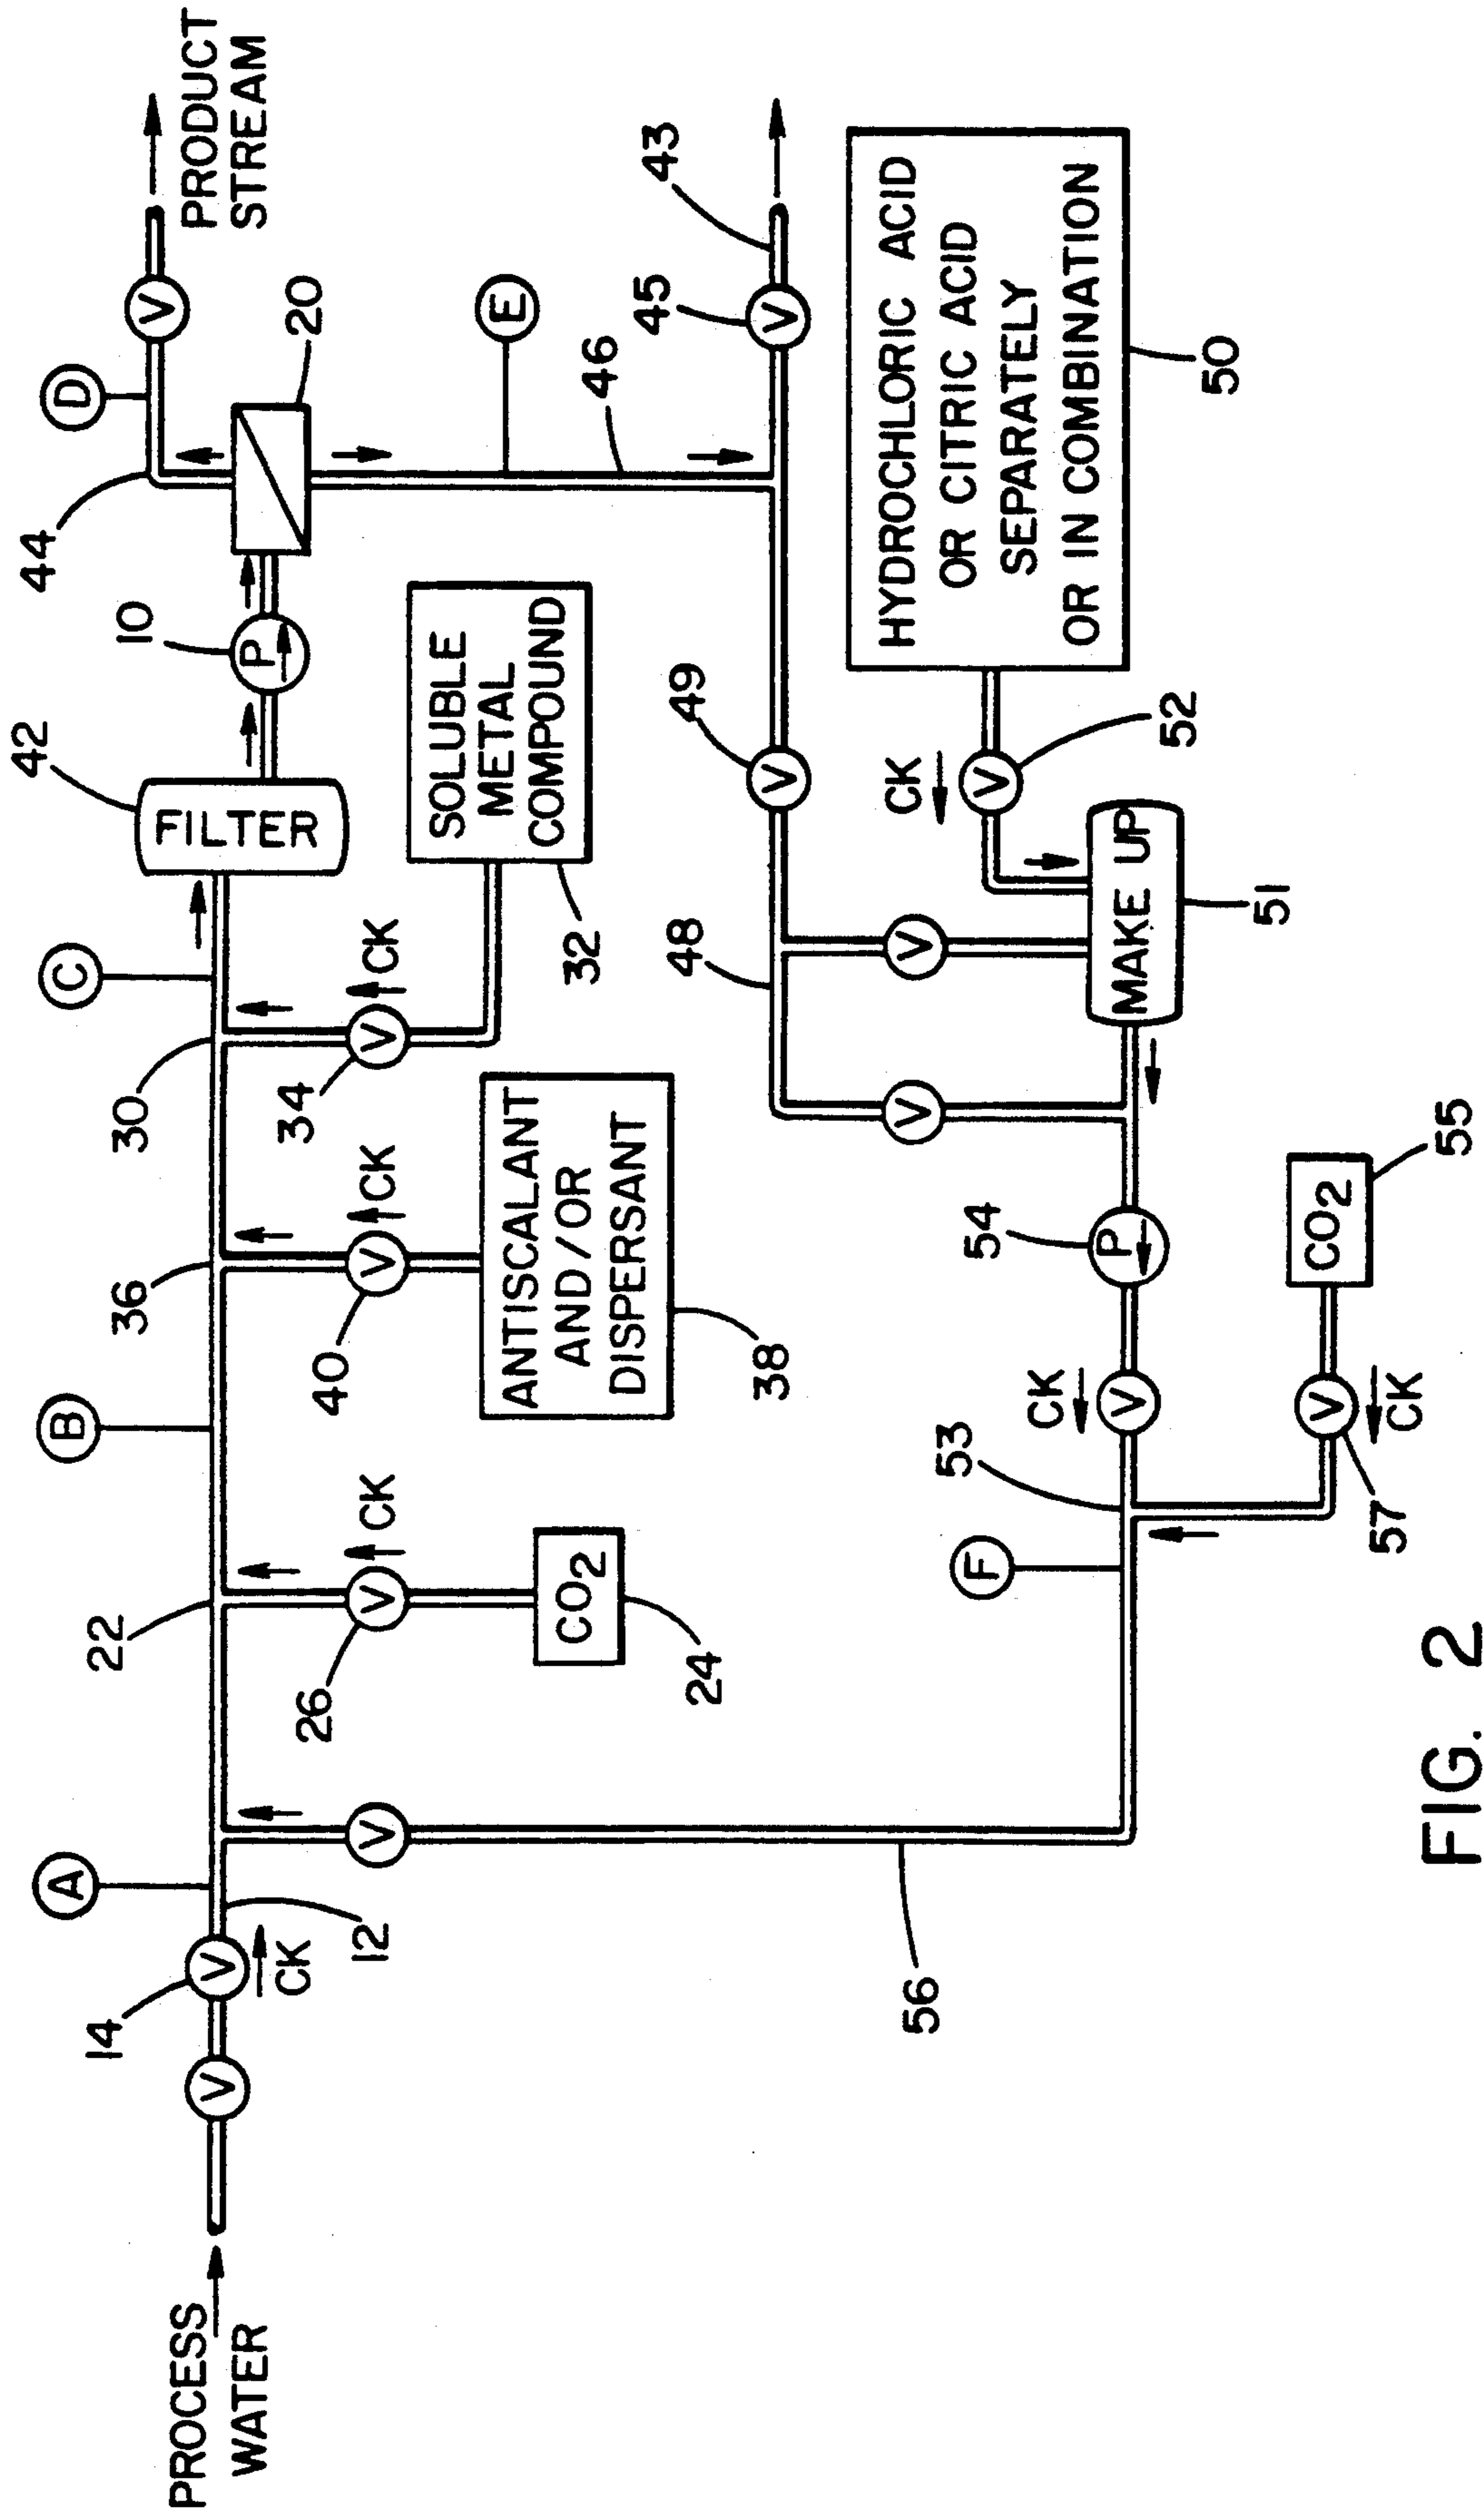 PROCESS
WATER
V
14
V
CK
12
A
V
56
22
V
26
CK
CO2
24
B
36
V
40
CK
ANTISCALANT
AND/OR
DISPERSANT
38
30
V
34
CK
SOLUBLE
METAL
COMPOUND
32
C
42
FILTER
10
P
20
44
D
V
PRODUCT
STREAM
E
46
45
V
43
49
V
48
V
V
HYDROCHLORIC ACID
OR CITRIC ACID
SEPARATELY
OR IN COMBINATION
50
CK
V
52
MAKE UP
51
54
P
CK
V
53
F
CO2
55
V
CK
57
FIG. 2